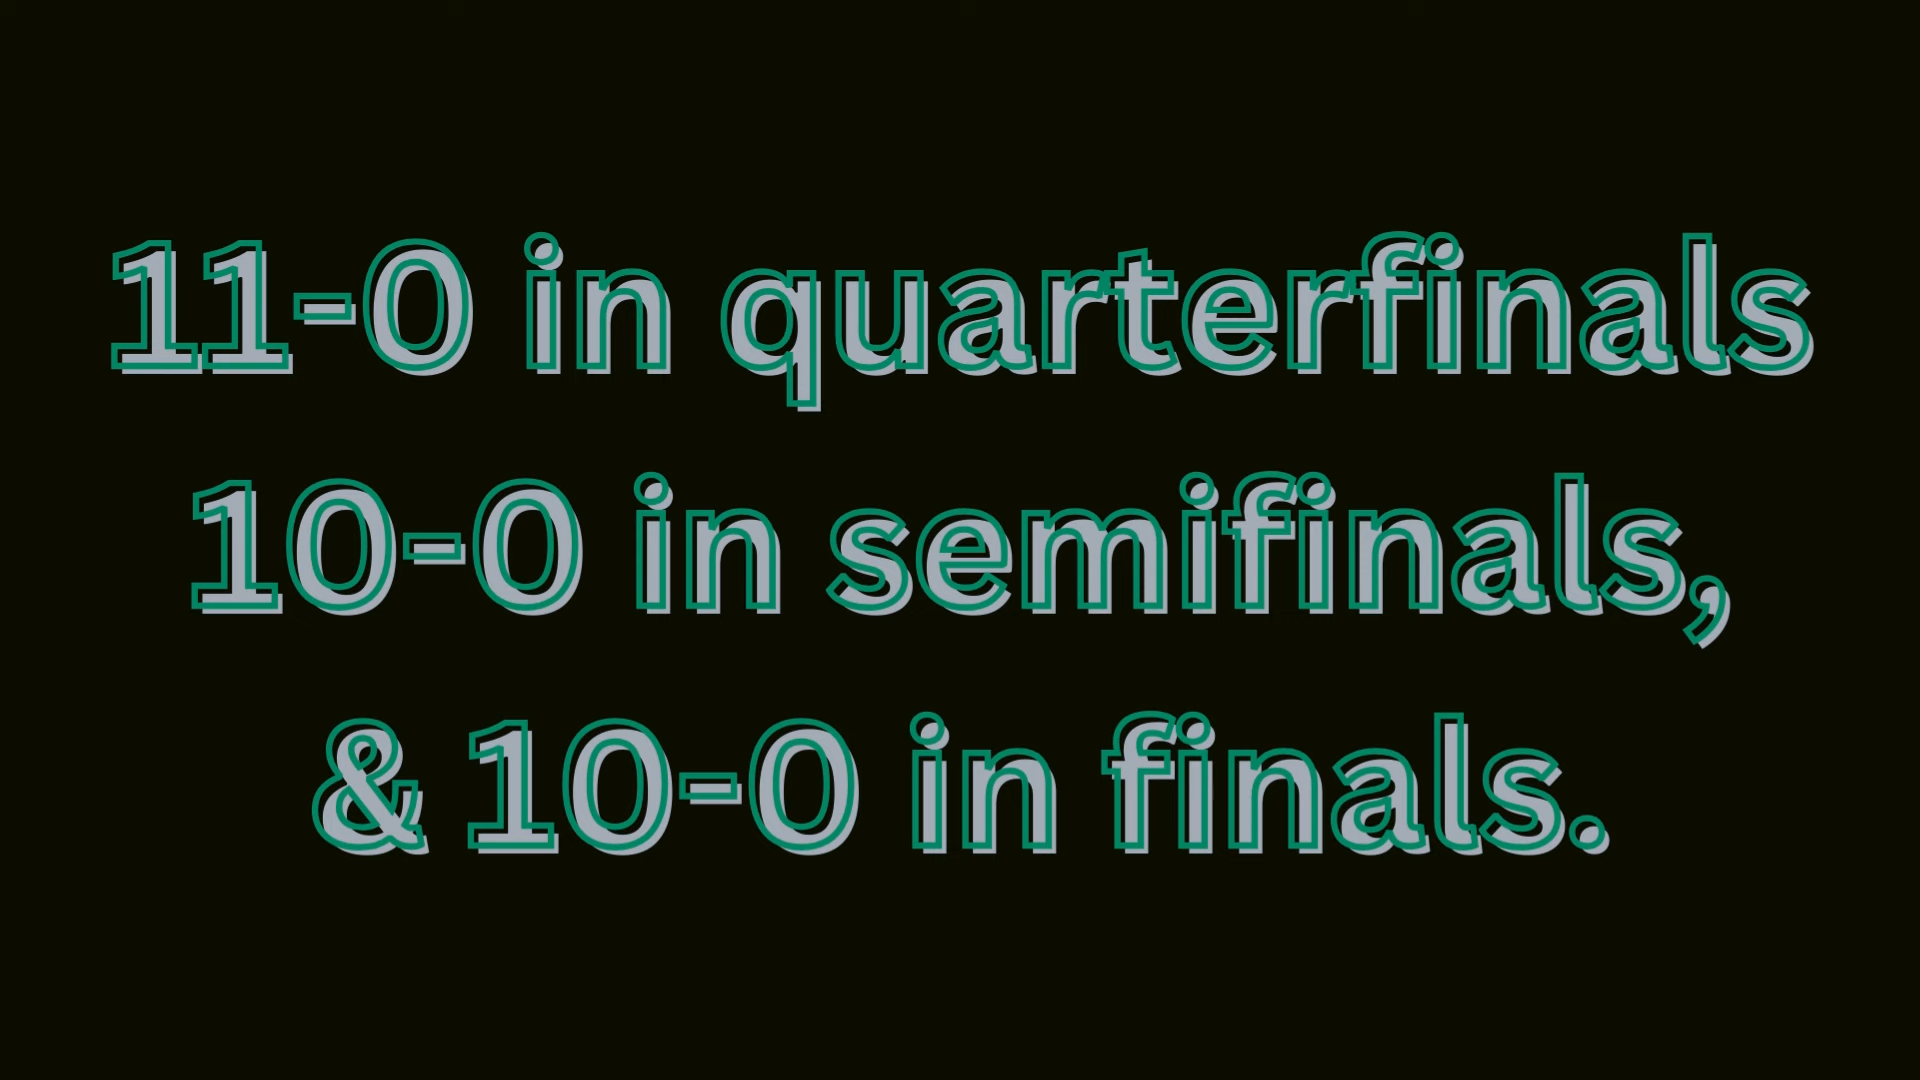 11-0 in quarterfinals
10-0 in semifinals,
& 10-0 in finals.